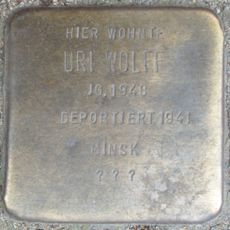 HIER WOHNTE
URI WOLFF
JG. 1940
DEPORTIERT 1941
MINSK
? ? ?